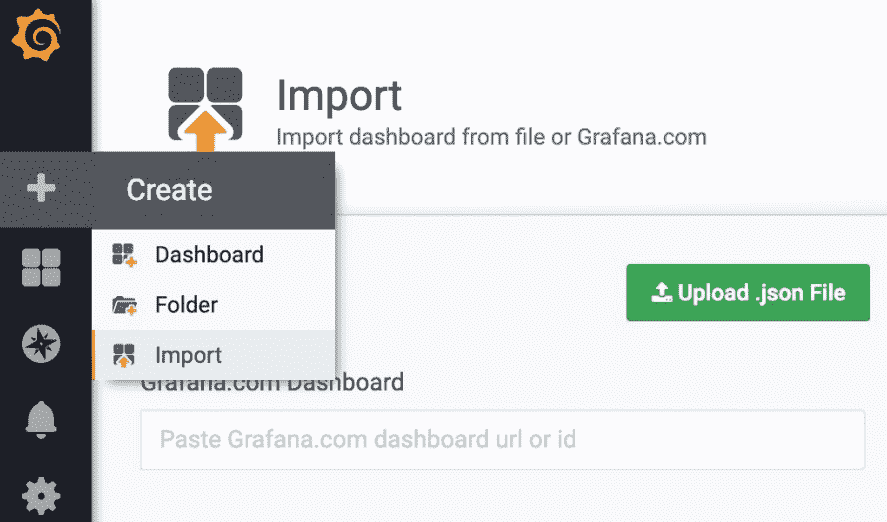 Import
Import dashboard from file or Grafana.com
Create
Dashboard
Folder
Import
Upload .json File
Grafana.com Dashboard
Paste Grafana.com dashboard url or id